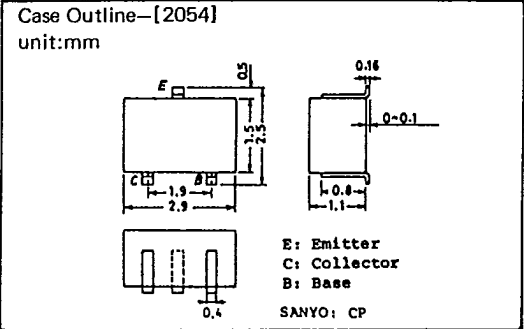 Case Outline—[2054]
unit:mm
E
0.5
0.16
1.5
2.5
0~0.1
C
B
1.9
2.9
0.8
1.1
0.4
E: Emitter
C: Collector
B: Base
SANYO: CP